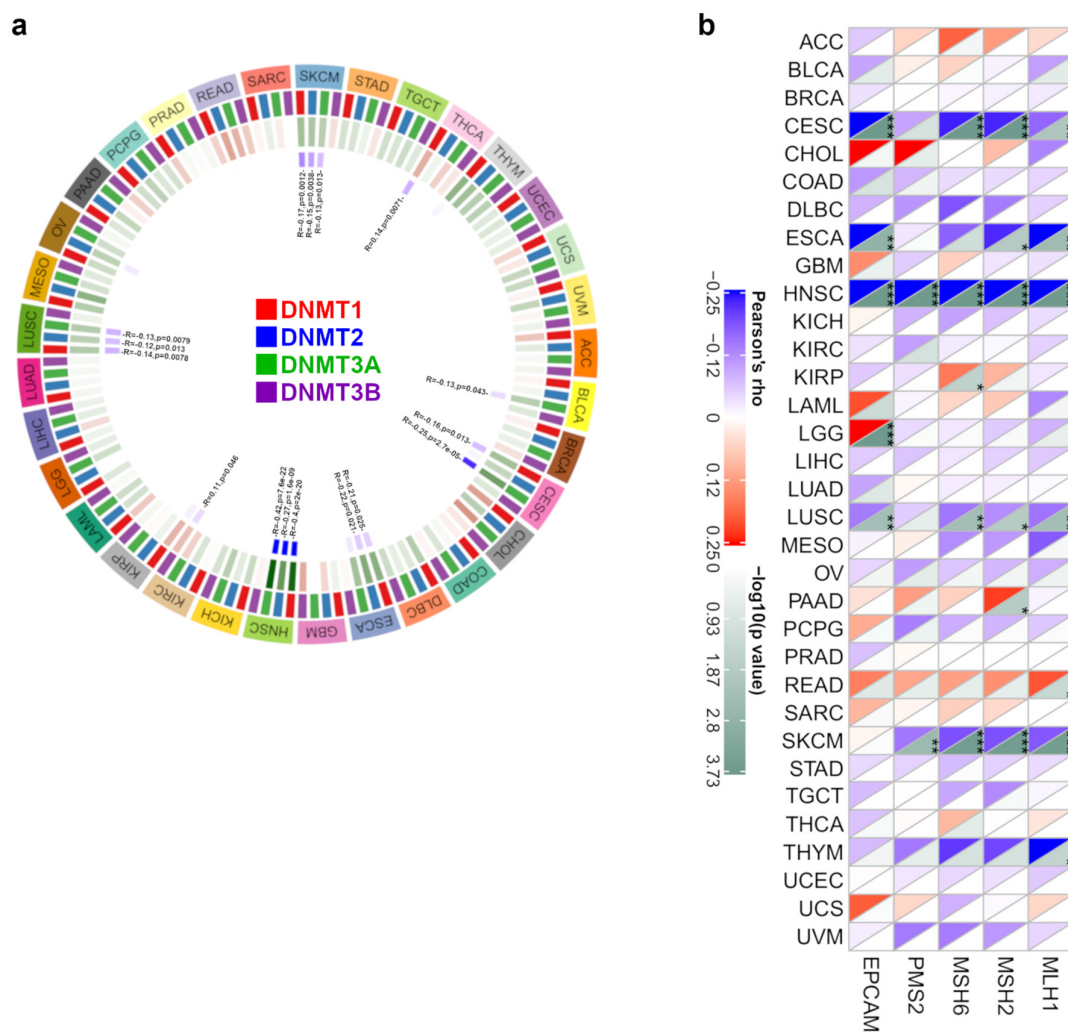 a
SKCM
STAD
TGCT
THCA
THYM
UCEC
UCS
UVM
ACC
BLCA
BRCA
CESC
CHOL
COAD
DLBC
ESCA
GBM
HNSC
KICH
KIRC
KIRP
LAML
LGG
LIHC
LUAD
LUSC
MESO
OV
PAAD
PCPG
PRAD
READ
SARC
R=-0.17,p=0.0012-
R=-0.15,p=0.0038-
R=-0.13,p=0.013-
R=0.14,p=0.0071-
R=-0.13,p=0.043-
R=-0.16,p=0.013-
R=-0.25,p=2.7e-05-
R=-0.21,p=0.025-
R=-0.22,p=0.021-
-R=-0.42,p=7.6e-22
-R=-0.27,p=1.6e-09
-R=-0.4,p=2e-20
-R=0.11,p=0.046
-R=-0.13,p=0.0079
-R=-0.12,p=0.013
-R=-0.14,p=0.0078
DNMT1
DNMT2
DNMT3A
DNMT3B
b
ACC
BLCA
BRCA
CESC
CHOL
COAD
DLBC
ESCA
GBM
HNSC
KICH
KIRC
KIRP
LAML
LGG
LIHC
LUAD
LUSC
MESO
OV
PAAD
PCPG
PRAD
READ
SARC
SKCM
STAD
TGCT
THCA
THYM
UCEC
UCS
UVM
EPCAM
PMS2
MSH6
MSH2
MLH1
Pearson's rho
-0.25
-0.12
0
0.12
0.25
-log10(p value)
0
0.93
1.87
2.8
3.73